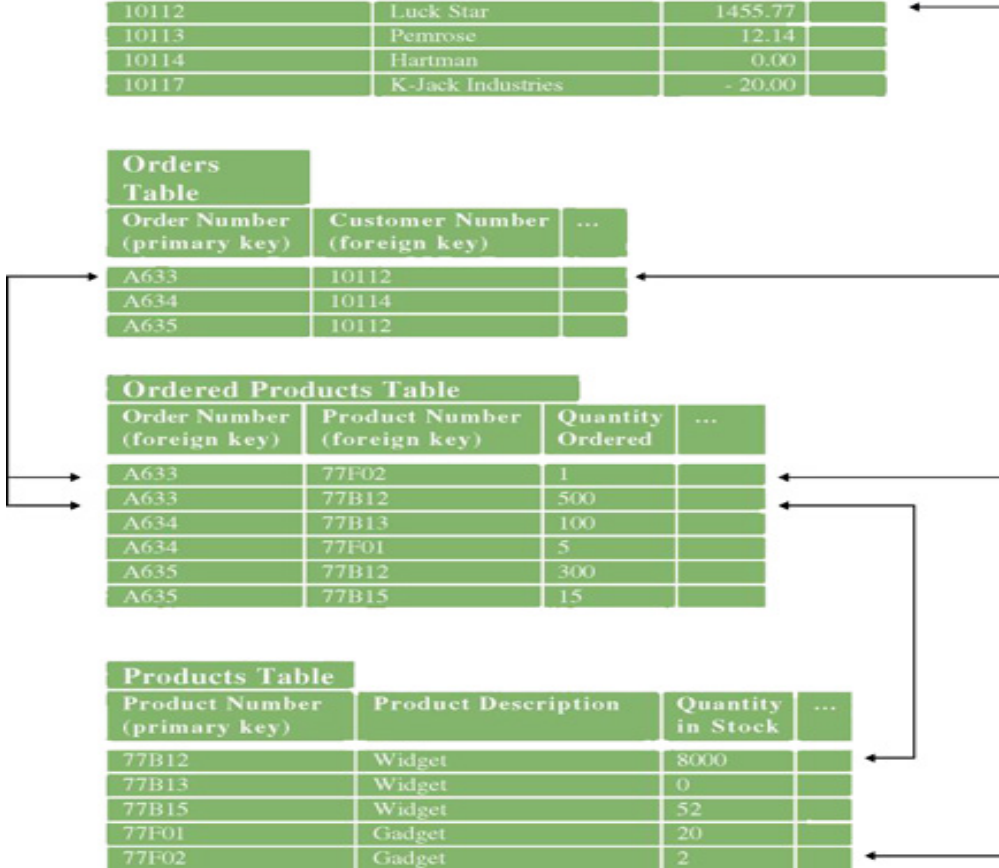 10112 Luck Star 1455.77
10113 Pemrose 12.14
10114 Hartman 0.00
10117 K-Jack Industries - 20.00
Orders
Table
Order Number Customer Number ...
(primary key) (foreign key)
A633 10112
A634 10114
A635 10112
Ordered Products Table
Order Number Product Number Quantity ...
(foreign key) (foreign key) Ordered
A633 77F02 1
A633 77B12 500
A634 77B13 100
A634 77F01 5
A635 77B12 300
A635 77B15 15
Products Table
Product Number Product Description Quantity ...
(primary key) in Stock
77B12 Widget 8000
77B13 Widget 0
77B15 Widget 52
77F01 Gadget 20
77F02 Gadget 2